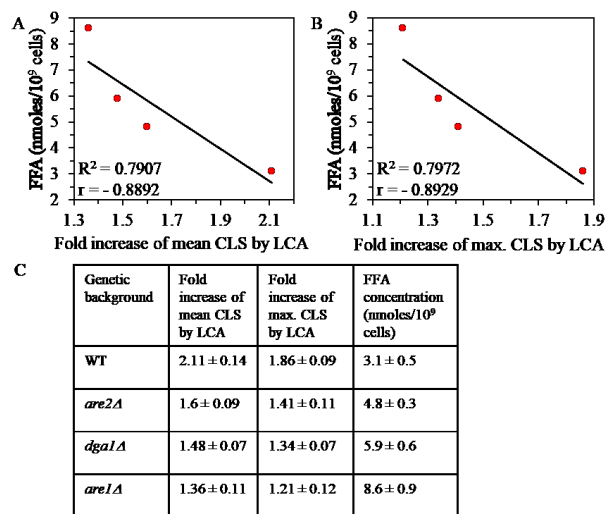 A
FFA (nmoles/10⁹ cells)
9
8
7
6
5
4
3
2
R² = 0.7907
r = - 0.8892
1.3 1.5 1.7 1.9 2.1
Fold increase of mean CLS by LCA
B
FFA (nmoles/10⁹ cells)
9
8
7
6
5
4
3
2
R² = 0.7972
r = - 0.8929
1.1 1.3 1.5 1.7 1.9
Fold increase of max. CLS by LCA
C
Genetic Fold Fold FFA
background increase of increase of concentration
mean CLS max. CLS (nmoles/10⁹
by LCA by LCA cells)
WT 2.11 ± 0.14 1.86 ± 0.09 3.1 ± 0.5
are2Δ 1.6 ± 0.09 1.41 ± 0.11 4.8 ± 0.3
dga1Δ 1.48 ± 0.07 1.34 ± 0.07 5.9 ± 0.6
are1Δ 1.36 ± 0.11 1.21 ± 0.12 8.6 ± 0.9